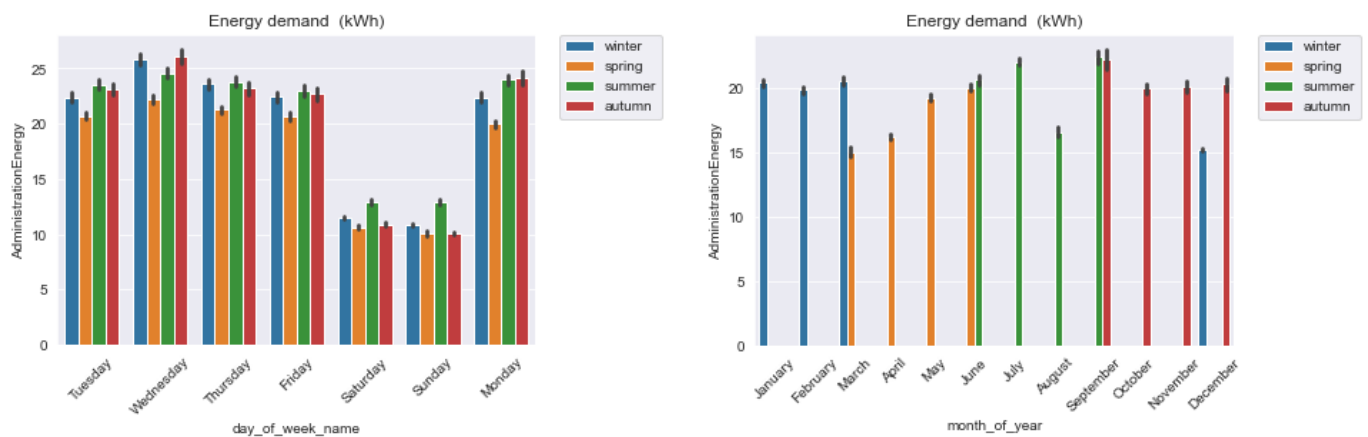 Energy demand  (kWh)
AdministrationEnergy
25
20
15
10
5
0
Tuesday
Wednesday
Thursday
Friday
Saturday
Sunday
Monday
day_of_week_name
winter
spring
summer
autumn
Energy demand  (kWh)
AdministrationEnergy
20
15
10
5
0
January
February
March
April
May
June
July
August
September
October
November
December
month_of_year
winter
spring
summer
autumn